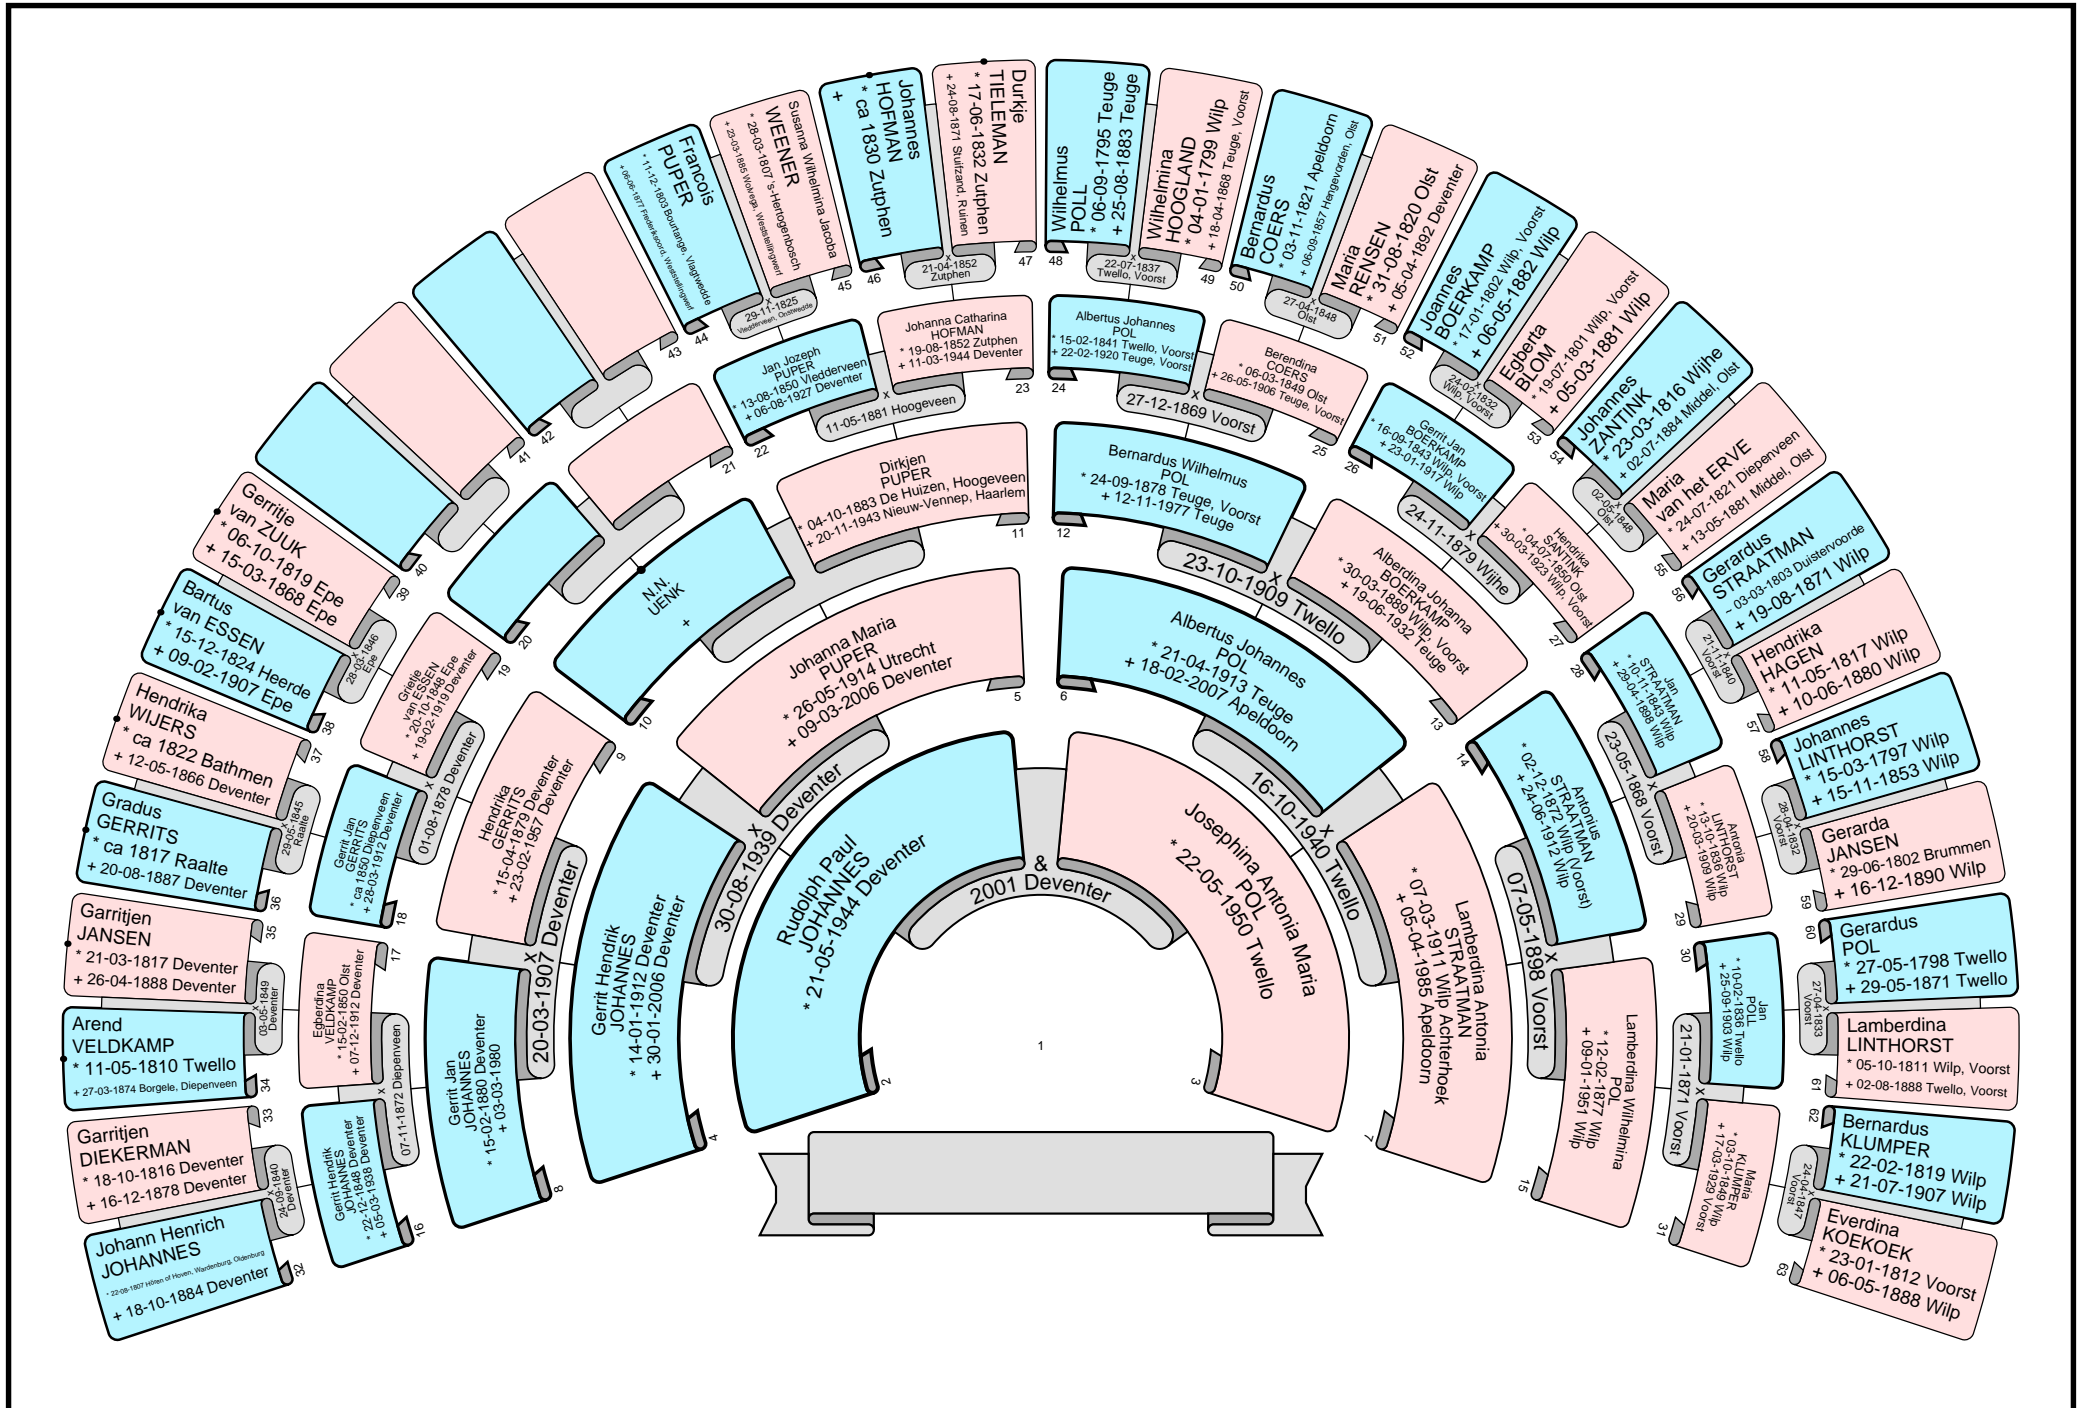 1
Rudolph Paul
JOHANNES
* 21-05-1944 Deventer
2
&
2001 Deventer
Josephina Antonia Maria
POL
* 22-05-1950 Twello
3
Gerrit Hendrik
JOHANNES
* 14-01-1912 Deventer
+ 30-01-2006 Deventer
4
x
30-08-1939 Deventer
Johanna Maria
PUPER
* 26-05-1914 Utrecht
+ 09-03-2006 Deventer
5
Albertus Johannes
POL
* 21-04-1913 Teuge
+ 18-02-2007 Apeldoorn
6
x
16-10-1940 Twello
Lamberdina Antonia
STRAATMAN
* 07-03-1911 Wilp Achterhoek
+ 05-04-1985 Apeldoorn
7
Gerrit Jan
JOHANNES
* 15-02-1880 Deventer
+ 03-03-1980
8
x
20-03-1907 Deventer
Hendrika
GERRITS
* 15-04-1879 Deventer
+ 23-02-1957 Deventer
9
N.N.
UENK
+
10
Dirkjen
PUPER
* 04-10-1883 De Huizen, Hoogeveen
+ 20-11-1943 Nieuw-Vennep, Haarlem
11
Bernardus Wilhelmus
POL
* 24-09-1878 Teuge, Voorst
+ 12-11-1977 Teuge
12
x
23-10-1909 Twello
Alberdina Johanna
BOERKAMP
* 30-03-1889 Wilp, Voorst
+ 19-06-1932 Teuge
13
Antonius
STRAATMAN
* 02-12-1872 Wilp (Voorst)
+ 24-06-1912 Wilp
14
x
07-05-1898 Voorst
Lamberdina Wilhelmina
POL
* 12-02-1877 Wilp
+ 09-01-1951 Wilp
15
Gerrit Hendrik
JOHANNES
* 22-12-1848 Deventer
+ 05-03-1938 Deventer
16
x
07-11-1872 Diepenveen
Egberdina
VELDKAMP
* 15-02-1850 Olst
+ 07-12-1912 Deventer
17
Gerrit Jan
GERRITS
* ca 1850 Diepenveen
+ 28-03-1912 Deventer
18
x
01-08-1878 Deventer
Grietje
van ESSEN
* 20-10-1848 Epe
+ 19-02-1919 Deventer
19
20
21
Jan Jozeph
PUPER
* 13-08-1850 Vledderveen
+ 06-08-1927 Deventer
22
x
11-05-1881 Hoogeveen
Johanna Catharina
HOFMAN
* 19-08-1852 Zutphen
+ 11-03-1944 Deventer
23
Albertus Johannes
POL
* 15-02-1841 Twello, Voorst
+ 22-02-1920 Teuge, Voorst
24
x
27-12-1869 Voorst
Berendina
COERS
* 06-03-1849 Olst
+ 26-05-1906 Teuge, Voorst
25
Gerrit Jan
BOERKAMP
* 16-09-1843 Wilp, Voorst
+ 23-01-1917 Wilp
26
x
24-11-1879 Wijhe
Hendrika
SANTINK
* 04-07-1850 Olst
+ 30-03-1923 Wilp, Voorst
27
Jan
STRAATMAN
* 10-11-1843 Wilp
+ 29-04-1898 Wilp
28
x
23-05-1868 Voorst
Antonia
LINTHORST
* 13-10-1836 Wilp
+ 20-03-1909 Wilp
29
Jan
POLL
* 10-02-1836 Twello
+ 25-09-1903 Wilp
30
x
21-01-1871 Voorst
Maria
KLUMPER
* 03-10-1849 Wilp
+ 17-03-1929 Voorst
31
Johann Henrich
JOHANNES
* 22-08-1807 Höfen of Hoven, Wardenburg, Oldenburg
+ 18-10-1884 Deventer
32
x
24-09-1840
Deventer
Garritjen
DIEKERMAN
* 18-10-1816 Deventer
+ 16-12-1878 Deventer
33
Arend
VELDKAMP
* 11-05-1810 Twello
+ 27-03-1874 Borgele, Diepenveen
34
x
03-05-1849
Deventer
Garritjen
JANSEN
* 21-03-1817 Deventer
+ 26-04-1888 Deventer
35
Gradus
GERRITS
* ca 1817 Raalte
+ 20-08-1887 Deventer
36
x
29-05-1845
Raalte
Hendrika
WIJERS
* ca 1822 Bathmen
+ 12-05-1866 Deventer
37
Bartus
van ESSEN
* 15-12-1824 Heerde
+ 09-02-1907 Epe
38
x
28-03-1846
Epe
Gerritje
van ZUUK
* 06-10-1819 Epe
+ 15-03-1868 Epe
39
40
41
42
43
Francois
PUPER
* 11-12-1803 Bourtange, Vlagtwedde
+ 06-06-1877 Frederiksoord, Weststellingwerf
44
x
29-11-1825
Vledderveen, Onstwedde
Susanna Wilhelmina Jacoba
WEENER
* 28-03-1807 's-Hertogenbosch
+ 23-03-1885 Wolvega, Weststellingwerf
45
Johannes
HOFMAN
* ca 1830 Zutphen
+
46
x
21-04-1852
Zutphen
Durkje
TIELEMAN
* 17-06-1832 Zutphen
+ 24-08-1871 Stuifzand, Ruinen
47
Wilhelmus
POLL
* 06-09-1795 Teuge
+ 25-08-1883 Teuge
48
x
22-07-1837
Twello, Voorst
Wilhelmina
HOOGLAND
* 04-01-1799 Wilp
+ 18-04-1868 Teuge, Voorst
49
Bernardus
COERS
* 03-11-1821 Apeldoorn
+ 06-09-1857 Hengevorden, Olst
50
x
27-04-1848
Olst
Maria
RENSEN
* 31-08-1820 Olst
+ 05-04-1892 Deventer
51
Joannes
BOERKAMP
* 17-01-1802 Wilp, Voorst
+ 06-05-1882 Wilp
52
x
24-02-1832
Wilp, Voorst
Egberta
BLOM
* 19-07-1801 Wilp, Voorst
+ 05-03-1881 Wilp
53
Johannes
ZANTINK
* 23-03-1816 Wijhe
+ 02-07-1884 Middel, Olst
54
x
02-05-1848
Olst
Maria
van het ERVE
* 24-07-1821 Diepenveen
+ 13-05-1881 Middel, Olst
55
Gerardus
STRAATMAN
~ 03-03-1803 Duistervoorde
+ 19-08-1871 Wilp
56
x
21-11-1840
Voorst
Hendrika
HAGEN
* 11-05-1817 Wilp
+ 10-06-1880 Wilp
57
Johannes
LINTHORST
* 15-03-1797 Wilp
+ 15-11-1853 Wilp
58
x
28-04-1832
Voorst
Gerarda
JANSEN
* 29-06-1802 Brummen
+ 16-12-1890 Wilp
59
Gerardus
POL
* 27-05-1798 Twello
+ 29-05-1871 Twello
60
x
27-04-1833
Voorst
Lamberdina
LINTHORST
* 05-10-1811 Wilp, Voorst
+ 02-08-1888 Twello, Voorst
61
Bernardus
KLUMPER
* 22-02-1819 Wilp
+ 21-07-1907 Wilp
62
x
24-04-1847
Voorst
Everdina
KOEKOEK
* 23-01-1812 Voorst
+ 06-05-1888 Wilp
63